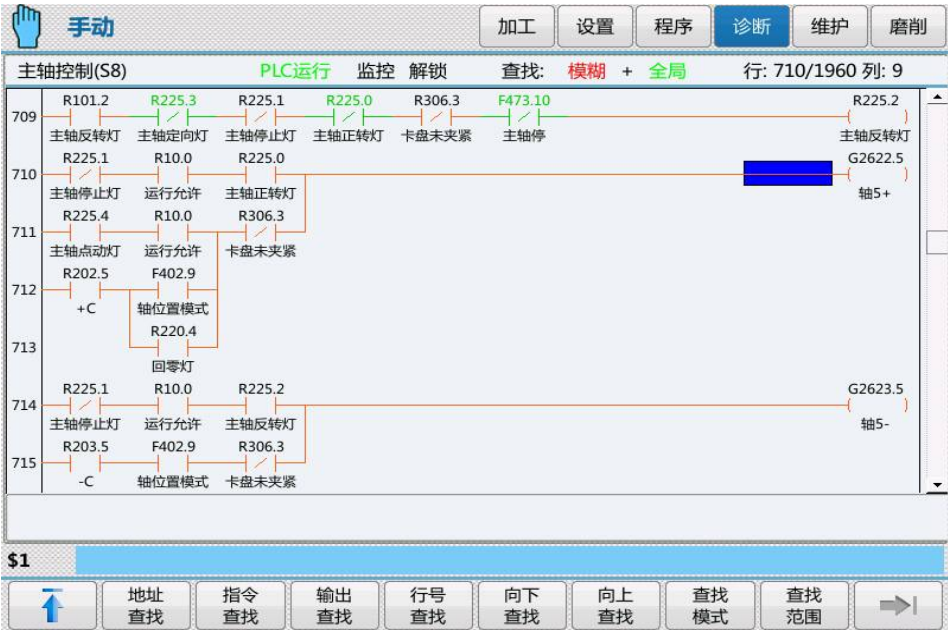 手动 加工 设置 程序 诊断 维护 磨削
主轴控制(S8) PLC运行 监控 解锁 查找: 模糊 + 全局 行: 710/1960 列: 9
R101.2 R225.3 R225.1 R225.0 R306.3 F473.10 R225.2
709
主轴反转灯 主轴定向灯 主轴停止灯 主轴正转灯 卡盘未夹紧 主轴停 主轴反转灯
R225.1 R10.0 R225.0 G2622.5
710
主轴停止灯 运行允许 主轴正转灯 轴5+
R225.4 R10.0 R306.3
711
主轴点动灯 运行允许 卡盘未夹紧
R202.5 F402.9
712
+C 轴位置模式
R220.4
713
回零灯
R225.1 R10.0 R225.2 G2623.5
714
主轴停止灯 运行允许 主轴反转灯 轴5-
R203.5 F402.9 R306.3
715
-C 轴位置模式 卡盘未夹紧
$1
地址 指令 输出 行号 向下 向上 查找 查找
查找 查找 查找 查找 查找 查找 模式 范围